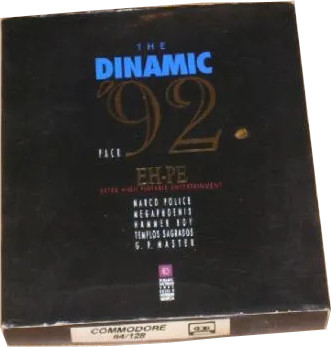 THE
DINAMIC
'92.
PACK
EH-PE
EXTRA HIGH PORTABLE ENTERTAINMENT
NARCO POLICE
MEGAPHOENIX
HAMMER BOY
TEMPLOS SAGRADOS
G. P. MASTER
COMMODORE
64/128